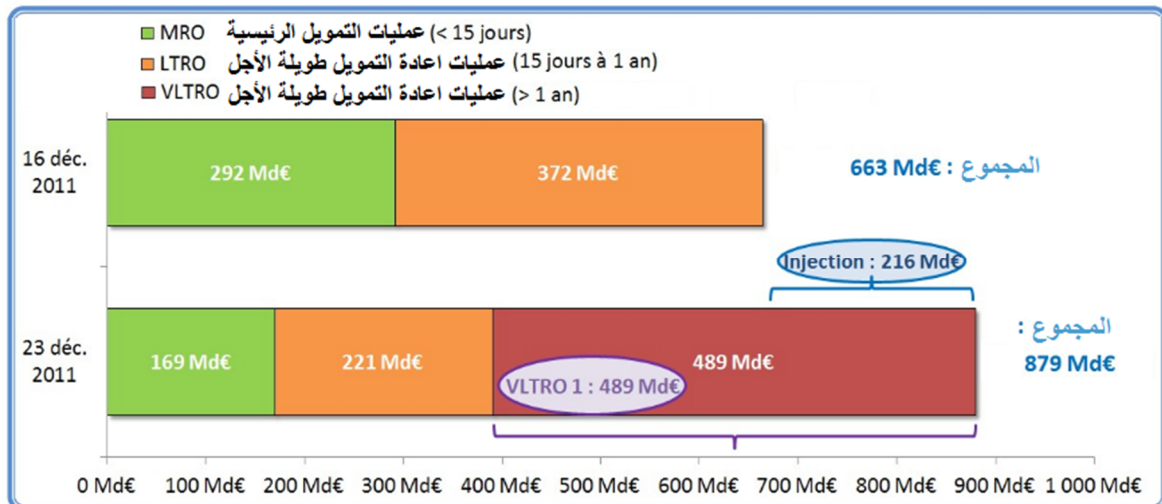 MRO عمليات التمويل الرئيسية (< 15 jours)
LTRO عمليات اعادة التمويل طويلة الأجل (15 jours à 1 an)
VLTRO عمليات اعادة التمويل طويلة الأجل (> 1 an)
16 déc.
2011
292 Md€
372 Md€
المجموع : 663 Md€
Injection : 216 Md€
23 déc.
2011
169 Md€
221 Md€
489 Md€
VLTRO 1 : 489 Md€
المجموع :
879 Md€
0 Md€ 100 Md€ 200 Md€ 300 Md€ 400 Md€ 500 Md€ 600 Md€ 700 Md€ 800 Md€ 900 Md€ 1 000 Md€